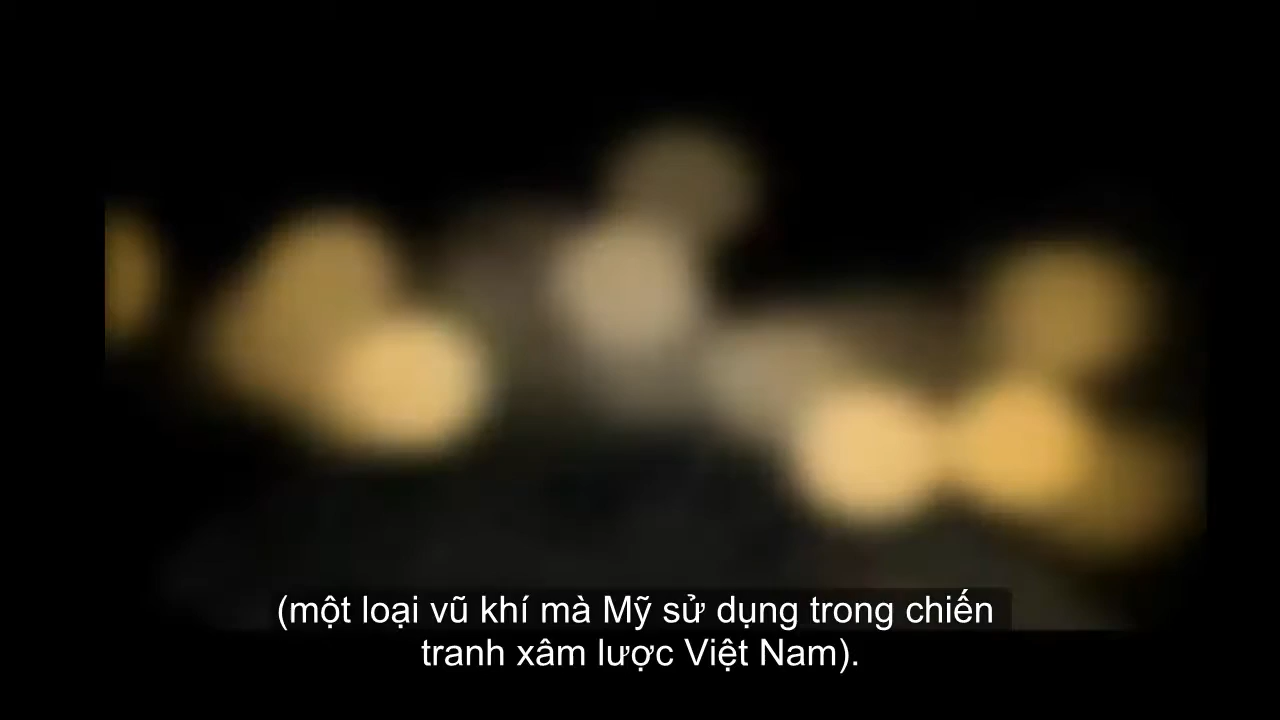 (một loại vũ khí mà Mỹ sử dụng trong chiến
tranh xâm lược Việt Nam).